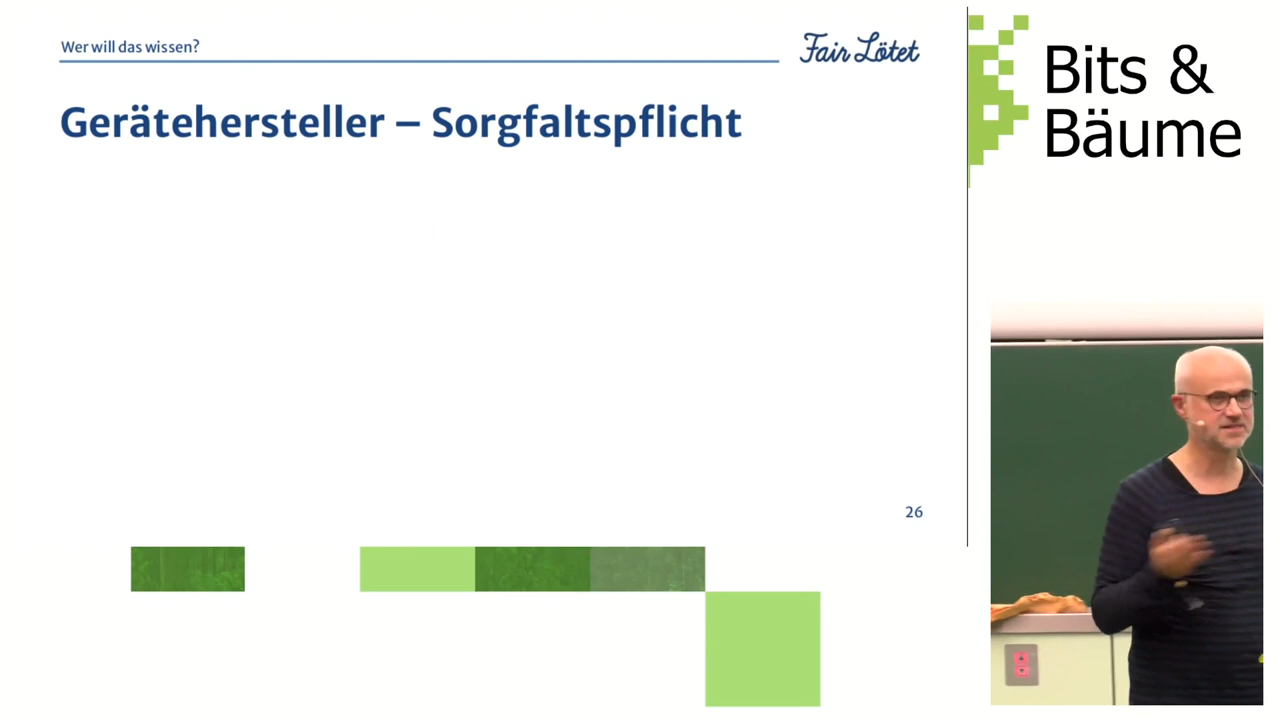 Wer will das wissen?
Fair Lötet
Gerätehersteller – Sorgfaltspflicht
26
Bits &
Bäume